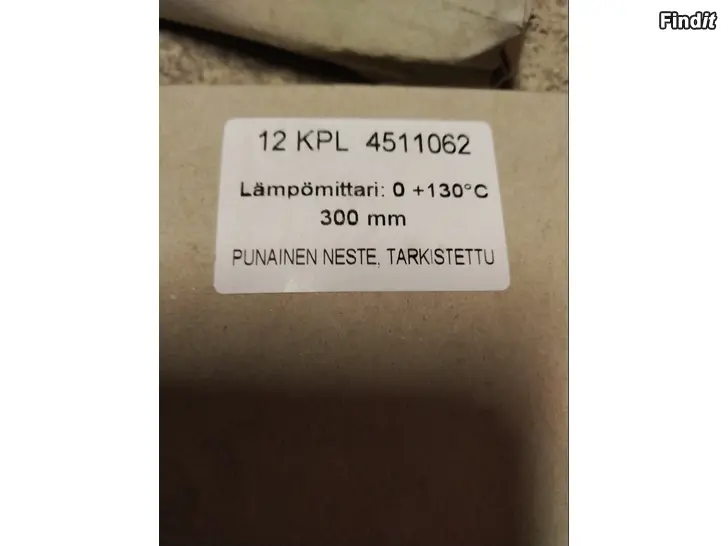 Findit
12 KPL 4511062
Lämpömittari: 0 +130°C
300 mm
PUNAINEN NESTE, TARKISTETTU